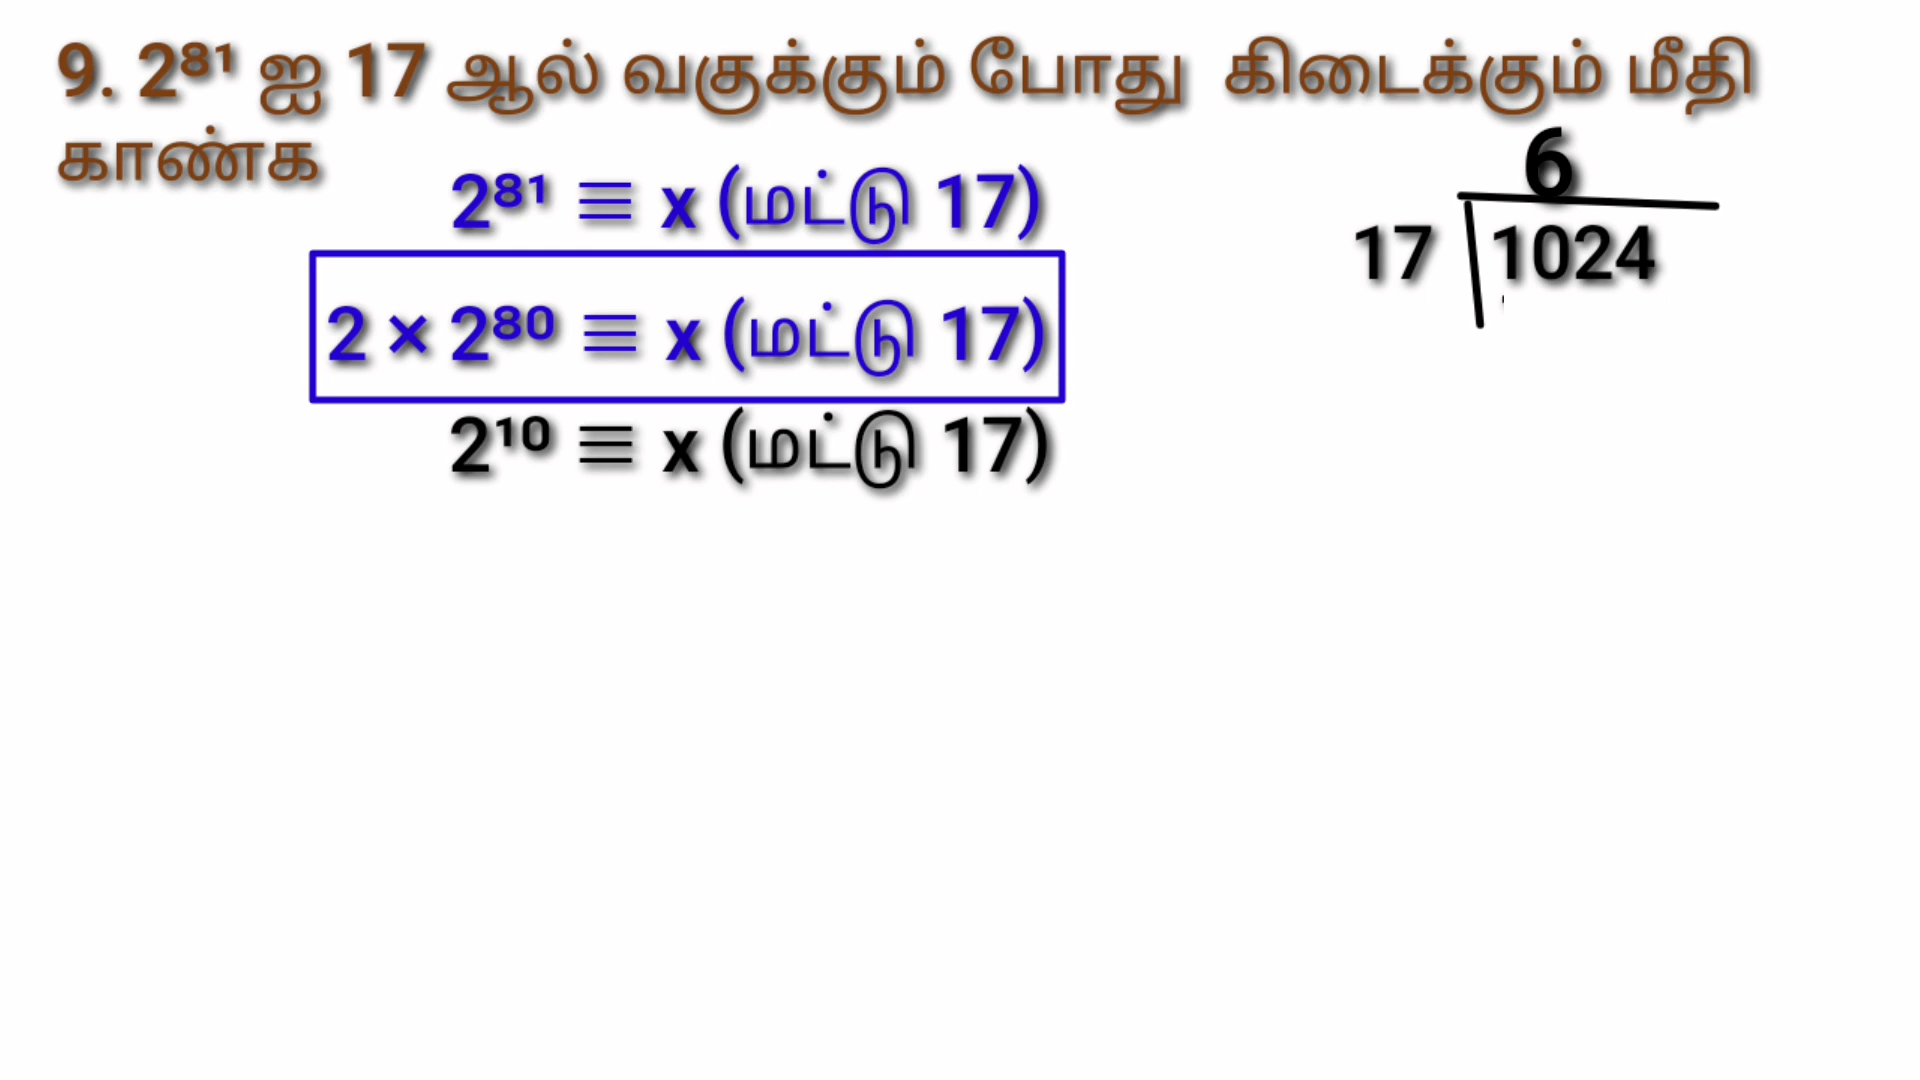 9. 2⁸¹ ஐ 17 ஆல் வகுக்கும் போது கிடைக்கும் மீதி
காண்க
2⁸¹ ≡ x (மட்டு 17)
2 × 2⁸⁰ ≡ x (மட்டு 17)
2¹⁰ ≡ x (மட்டு 17)
6
17 1024